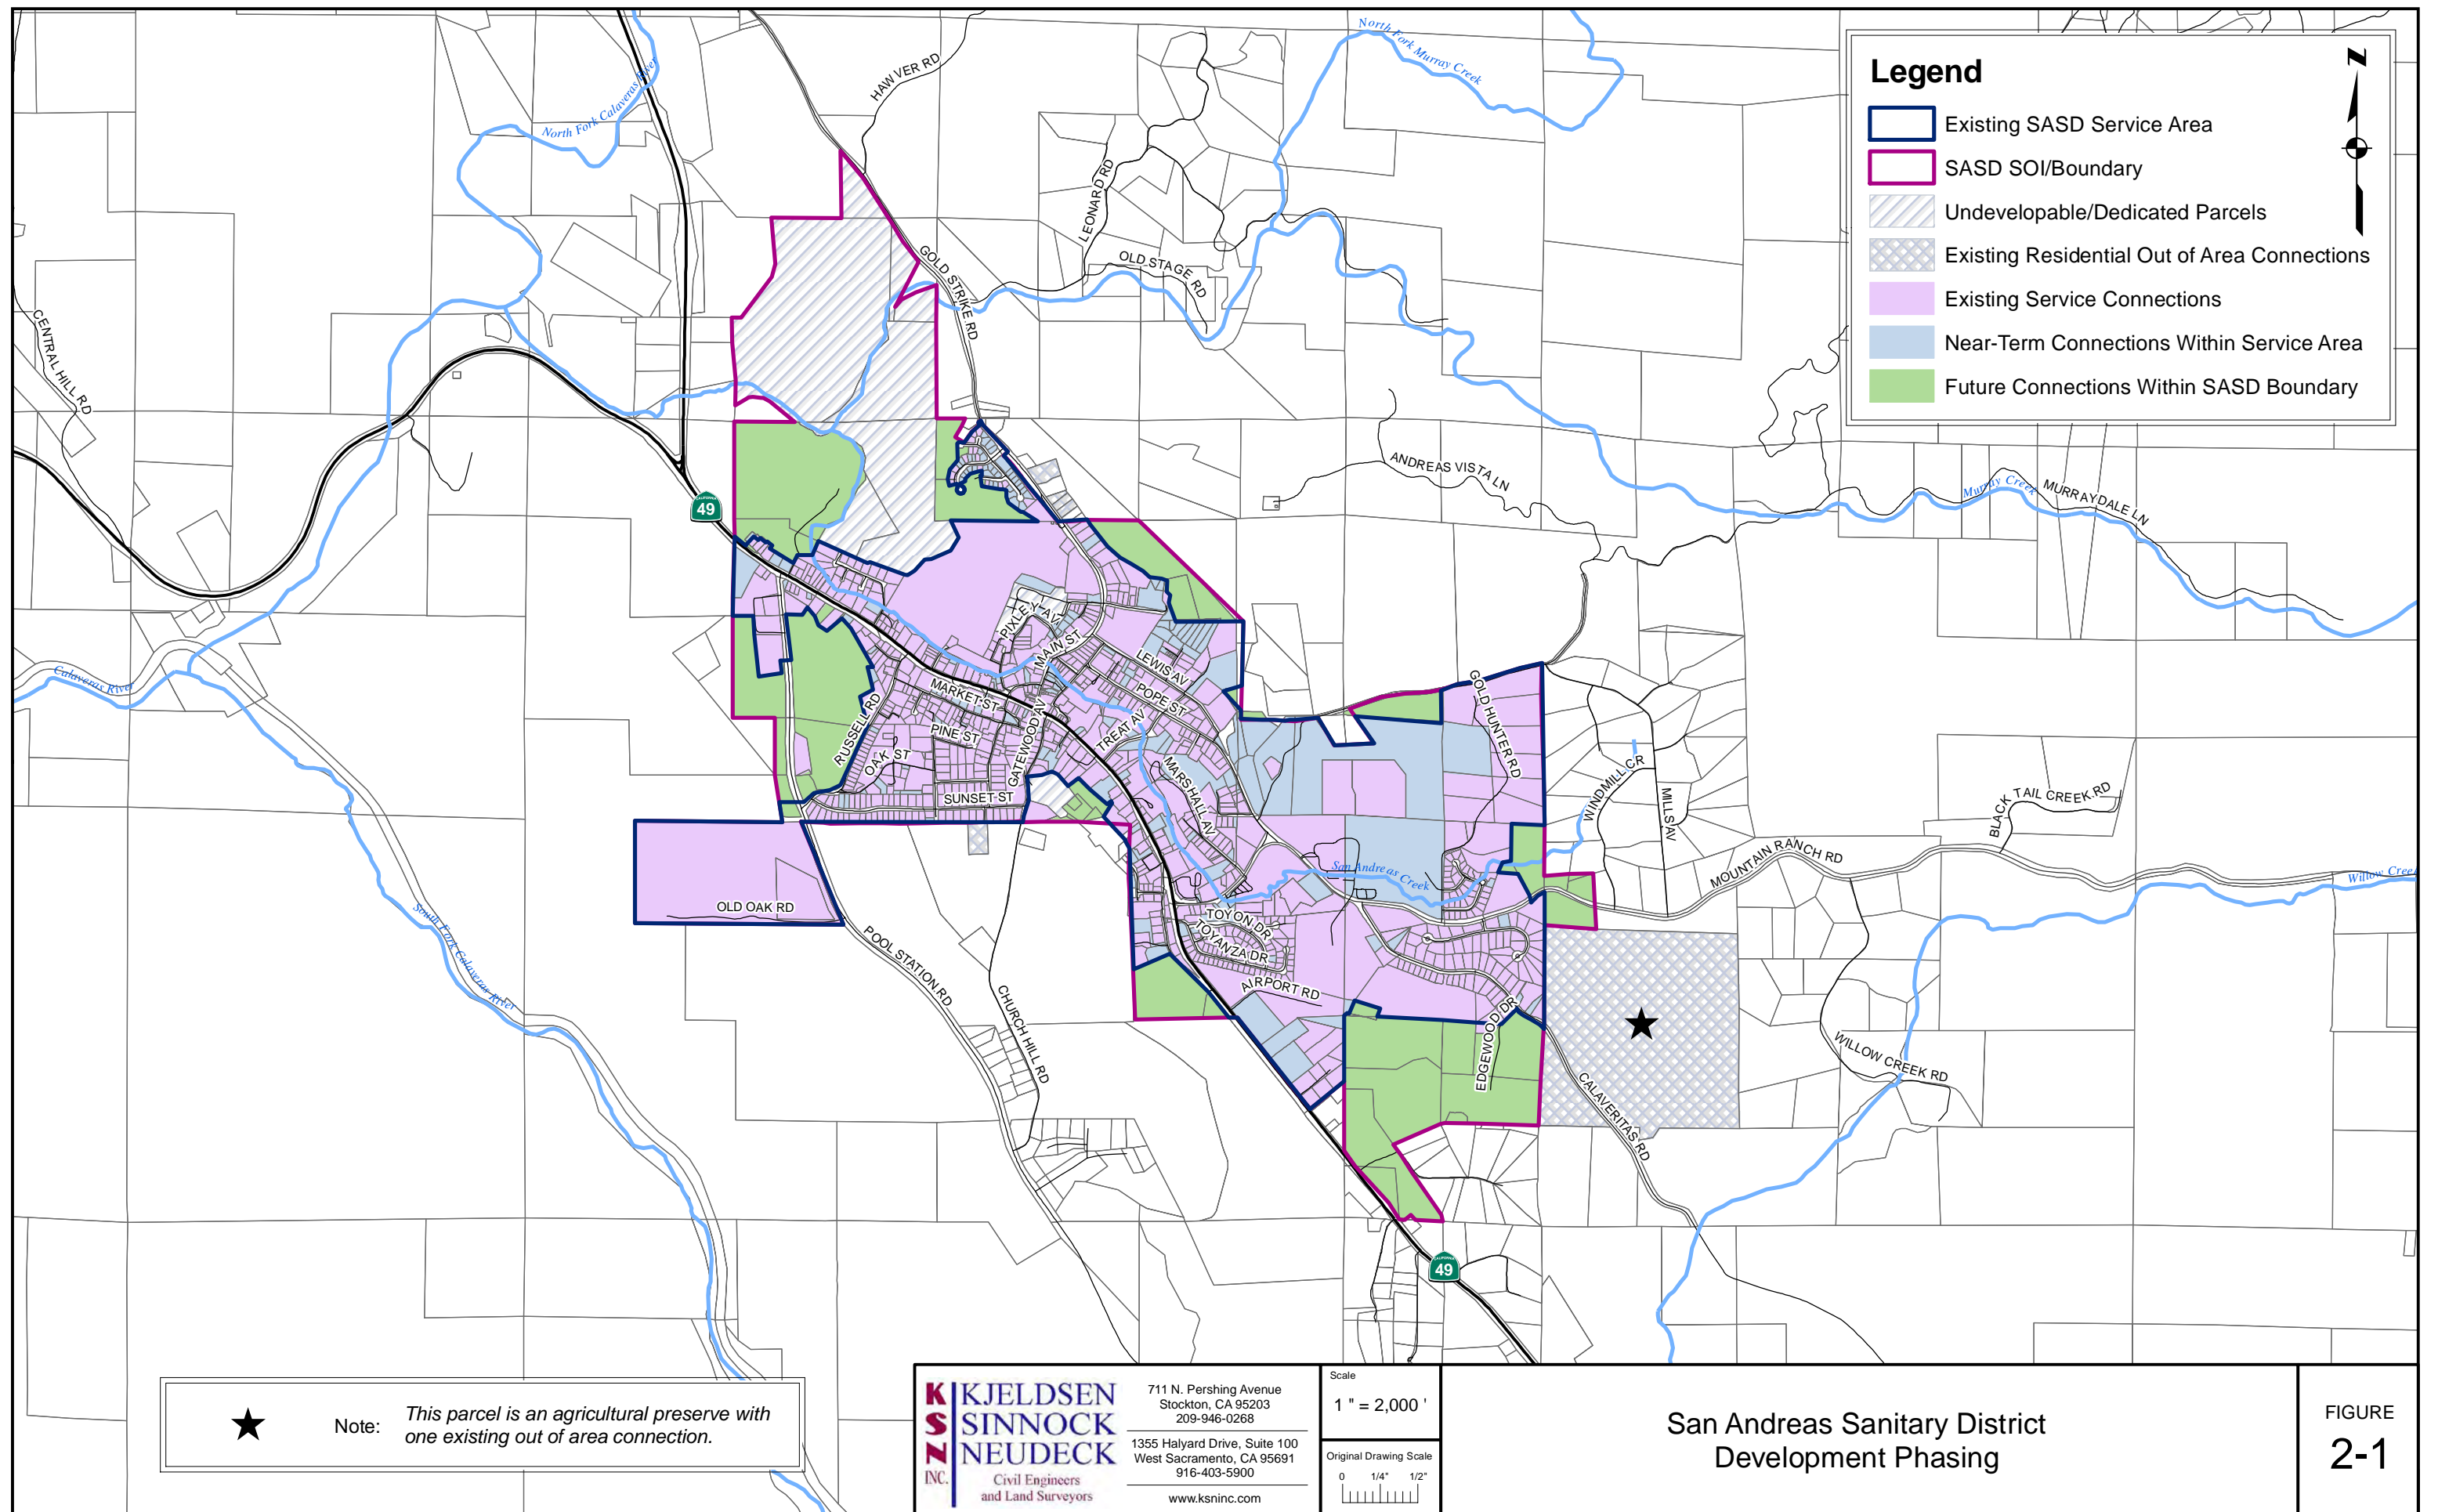 North Fork Murray Creek
Legend
N
Existing SASD Service Area
SASD SOI/Boundary
Undevelopable/Dedicated Parcels
Existing Residential Out of Area Connections
Existing Service Connections
Near-Term Connections Within Service Area
Future Connections Within SASD Boundary
HAWVER RD
North Fork Calaveras River
LEONARD RD
OLD STAGE RD
GOLD STRIKE RD
CENTRAL HILL RD
ANDREAS VISTA LN
Murray Creek
MURRAYDALE LN
CALIFORNIA
49
PIXLEY AV
MAIN ST
LEWIS AV
POPE ST
Calaveras River
MARKET ST
GOLD HUNTER RD
RUSSELL RD
PINE ST
GATEWOOD AV
TREAT AV
OAK ST
MARSHALL AV
SUNSET ST
WINDMILL CR
MILLS AV
BLACK TAIL CREEK RD
MOUNTAIN RANCH RD
San Andreas Creek
Willow Creek
OLD OAK RD
TOYON DR
TOYANZA DR
South Fork Calaveras River
POOL STATION RD
AIRPORT RD
CHURCH HILL RD
EDGEWOOD DR
WILLOW CREEK RD
CALAVERITAS RD
CALIFORNIA
49
Note:
This parcel is an agricultural preserve with
one existing out of area connection.
KSN INC.
KJELDSEN
SINNOCK
NEUDECK
Civil Engineers
and Land Surveyors
711 N. Pershing Avenue
Stockton, CA 95203
209-946-0268
1355 Halyard Drive, Suite 100
West Sacramento, CA 95691
916-403-5900
www.ksninc.com
Scale
1 " = 2,000 '
Original Drawing Scale
0 1/4" 1/2"
San Andreas Sanitary District
Development Phasing
FIGURE
2-1